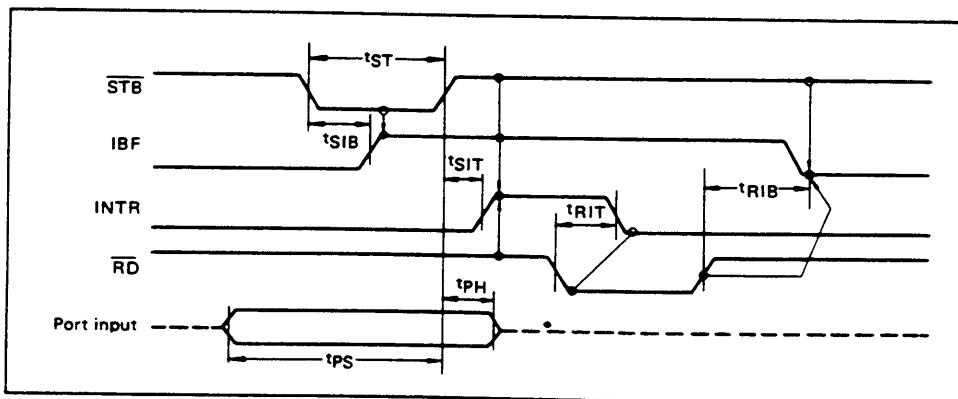 tST
STB
tSIB
IBF
tSIT
tRIB
INTR
tRIT
RD
tPH
Port input
tPS